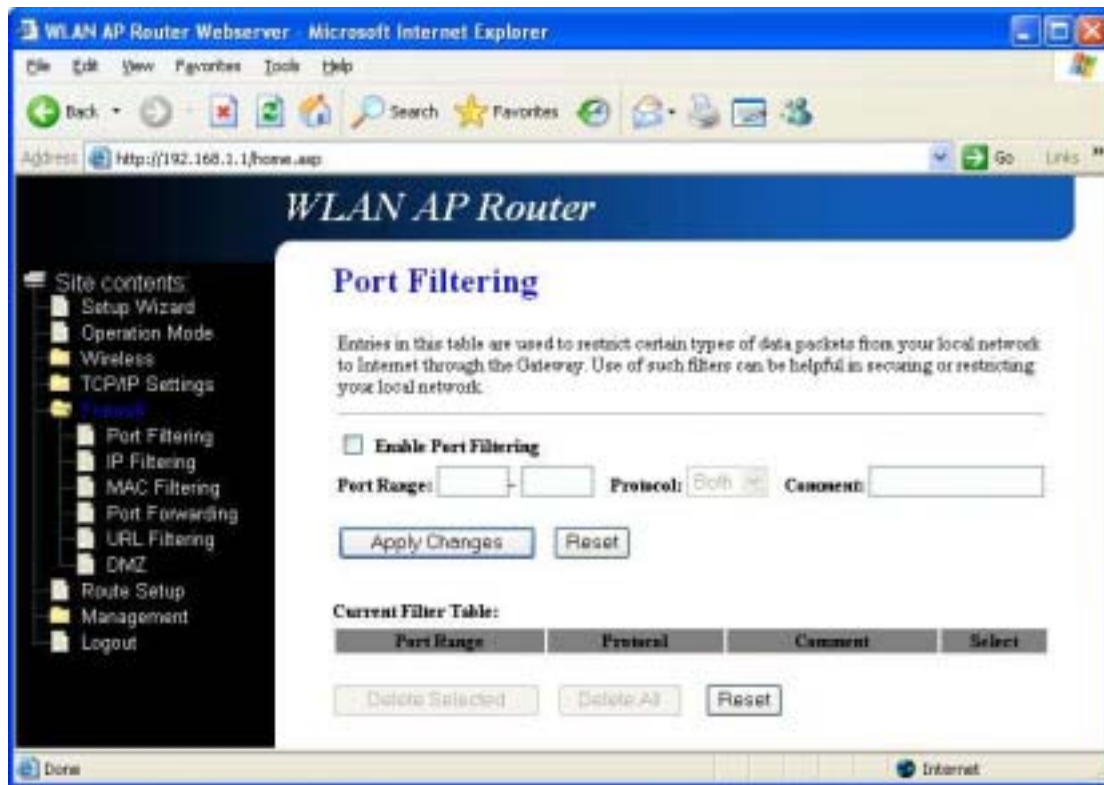 WLAN AP Router Webserver - Microsoft Internet Explorer
File Edit View Favorites Tools Help
Back Search Favorites
Address http://192.168.1.1/home.asp Go Links »
WLAN AP Router
Site contents:
Setup Wizard
Operation Mode
Wireless
TCP/IP Settings
Firewall
Port Filtering
IP Filtering
MAC Filtering
Port Forwarding
URL Filtering
DMZ
Route Setup
Management
Logout
Port Filtering
Entries in this table are used to restrict certain types of data packets from your local network
to Internet through the Gateway. Use of such filters can be helpful in securing or restricting
your local network.
Enable Port Filtering
Port Range: - Protocol: Both Comment:
Apply Changes Reset
Current Filter Table:
Port Range Protocol Comment Select
Delete Selected Delete All Reset
Done Internet